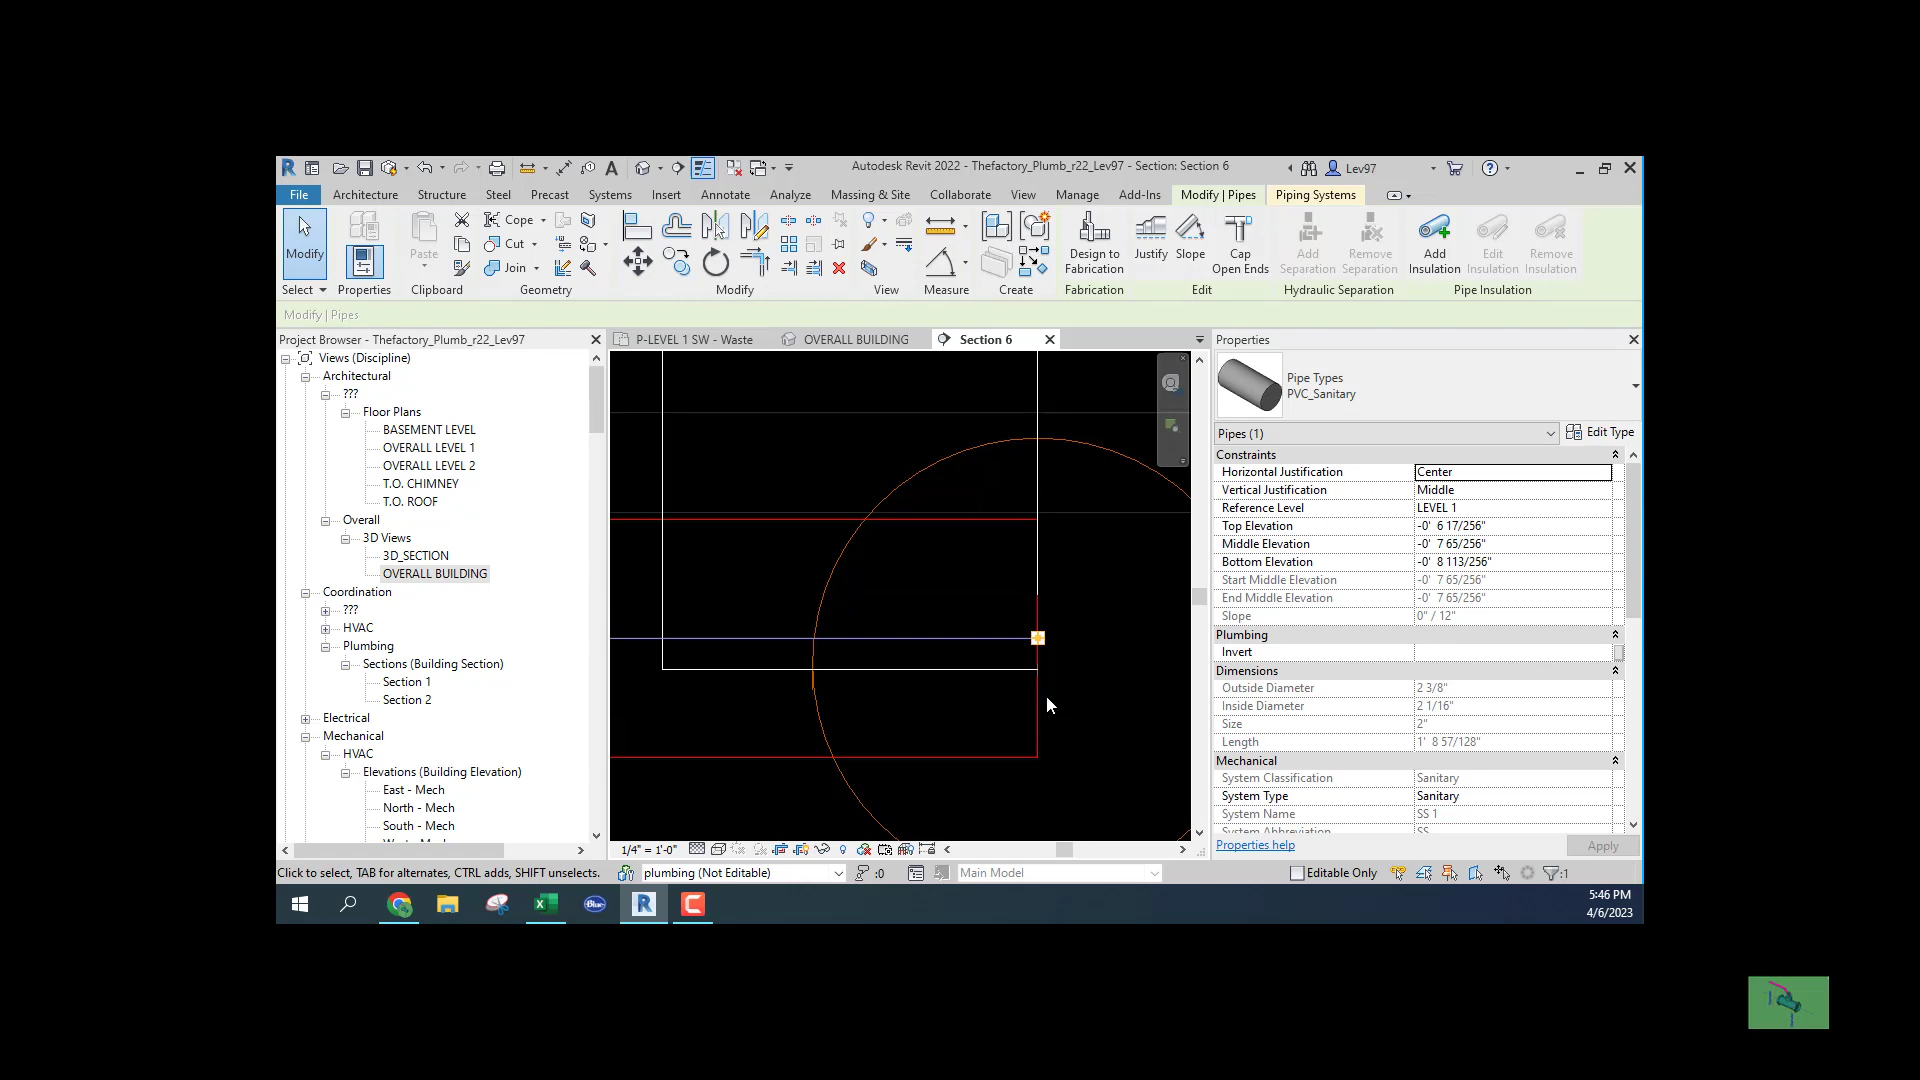 Autodesk Revit 2022 - Thefactory_Plumb_r22_Lev97 - Section: Section 6
Lev97
File Architecture Structure Steel Precast Systems Insert Annotate Analyze Massing & Site Collaborate View Manage Add-Ins Modify | Pipes Piping Systems
Modify
Paste
Cope
Cut
Join
Design to Fabrication
Justify
Slope
Cap Open Ends
Add Separation
Remove Separation
Add Insulation
Edit Insulation
Remove Insulation
Select Properties Clipboard Geometry Modify View Measure Create Fabrication Edit Hydraulic Separation Pipe Insulation
Modify | Pipes
Project Browser - Thefactory_Plumb_r22_Lev97
Views (Discipline)
Architectural
???
Floor Plans
BASEMENT LEVEL
OVERALL LEVEL 1
OVERALL LEVEL 2
T.O. CHIMNEY
T.O. ROOF
Overall
3D Views
3D_SECTION
OVERALL BUILDING
Coordination
???
HVAC
Plumbing
Sections (Building Section)
Section 1
Section 2
Electrical
Mechanical
HVAC
Elevations (Building Elevation)
East - Mech
North - Mech
South - Mech
P-LEVEL 1 SW - Waste
OVERALL BUILDING
Section 6
Properties
Pipe Types
PVC_Sanitary
Pipes (1)
Edit Type
Constraints
Horizontal Justification Center
Vertical Justification Middle
Reference Level LEVEL 1
Top Elevation -0' 6 17/256"
Middle Elevation -0' 7 65/256"
Bottom Elevation -0' 8 113/256"
Start Middle Elevation -0' 7 65/256"
End Middle Elevation -0' 7 65/256"
Slope 0" / 12"
Plumbing
Invert
Dimensions
Outside Diameter 2 3/8"
Inside Diameter 2 1/16"
Size 2"
Length 1' 8 57/128"
Mechanical
System Classification Sanitary
System Type Sanitary
System Name SS 1
System Abbreviation SS
Properties help
Apply
1/4" = 1'-0"
Click to select, TAB for alternates, CTRL adds, SHIFT unselects.
plumbing (Not Editable)
:0
Main Model
Editable Only
:1
5:46 PM
4/6/2023